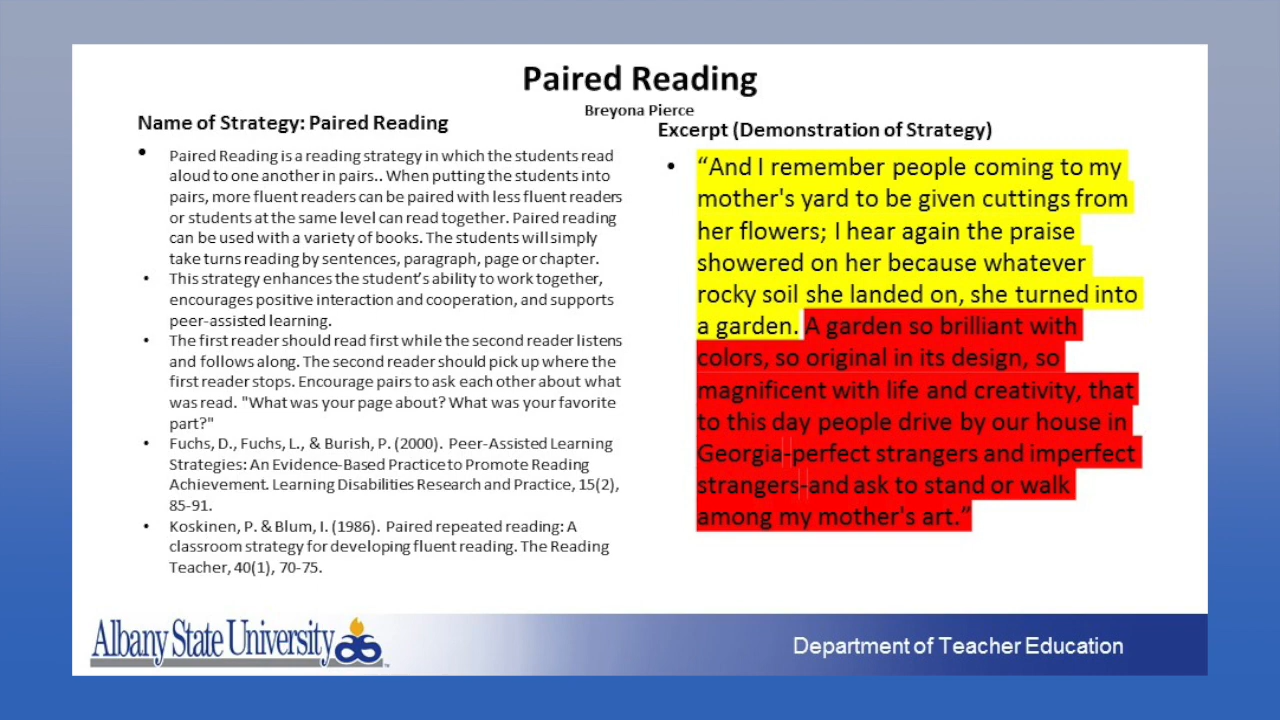 Paired Reading
Breyona Pierce
Name of Strategy: Paired Reading
• Paired Reading is a reading strategy in which the students read
aloud to one another in pairs.. When putting the students into
pairs, more fluent readers can be paired with less fluent readers
or students at the same level can read together. Paired reading
can be used with a variety of books. The students will simply
take turns reading by sentences, paragraph, page or chapter.
• This strategy enhances the student’s ability to work together,
encourages positive interaction and cooperation, and supports
peer-assisted learning.
• The first reader should read first while the second reader listens
and follows along. The second reader should pick up where the
first reader stops. Encourage pairs to ask each other about what
was read. "What was your page about? What was your favorite
part?"
• Fuchs, D., Fuchs, L., & Burish, P. (2000). Peer-Assisted Learning
Strategies: An Evidence-Based Practice to Promote Reading
Achievement. Learning Disabilities Research and Practice, 15(2),
85-91.
• Koskinen, P. & Blum, I. (1986). Paired repeated reading: A
classroom strategy for developing fluent reading. The Reading
Teacher, 40(1), 70-75.
Excerpt (Demonstration of Strategy)
• “And I remember people coming to my
mother's yard to be given cuttings from
her flowers; I hear again the praise
showered on her because whatever
rocky soil she landed on, she turned into
a garden. A garden so brilliant with
colors, so original in its design, so
magnificent with life and creativity, that
to this day people drive by our house in
Georgia-perfect strangers and imperfect
strangers-and ask to stand or walk
among my mother's art.”
Albany State University
Department of Teacher Education